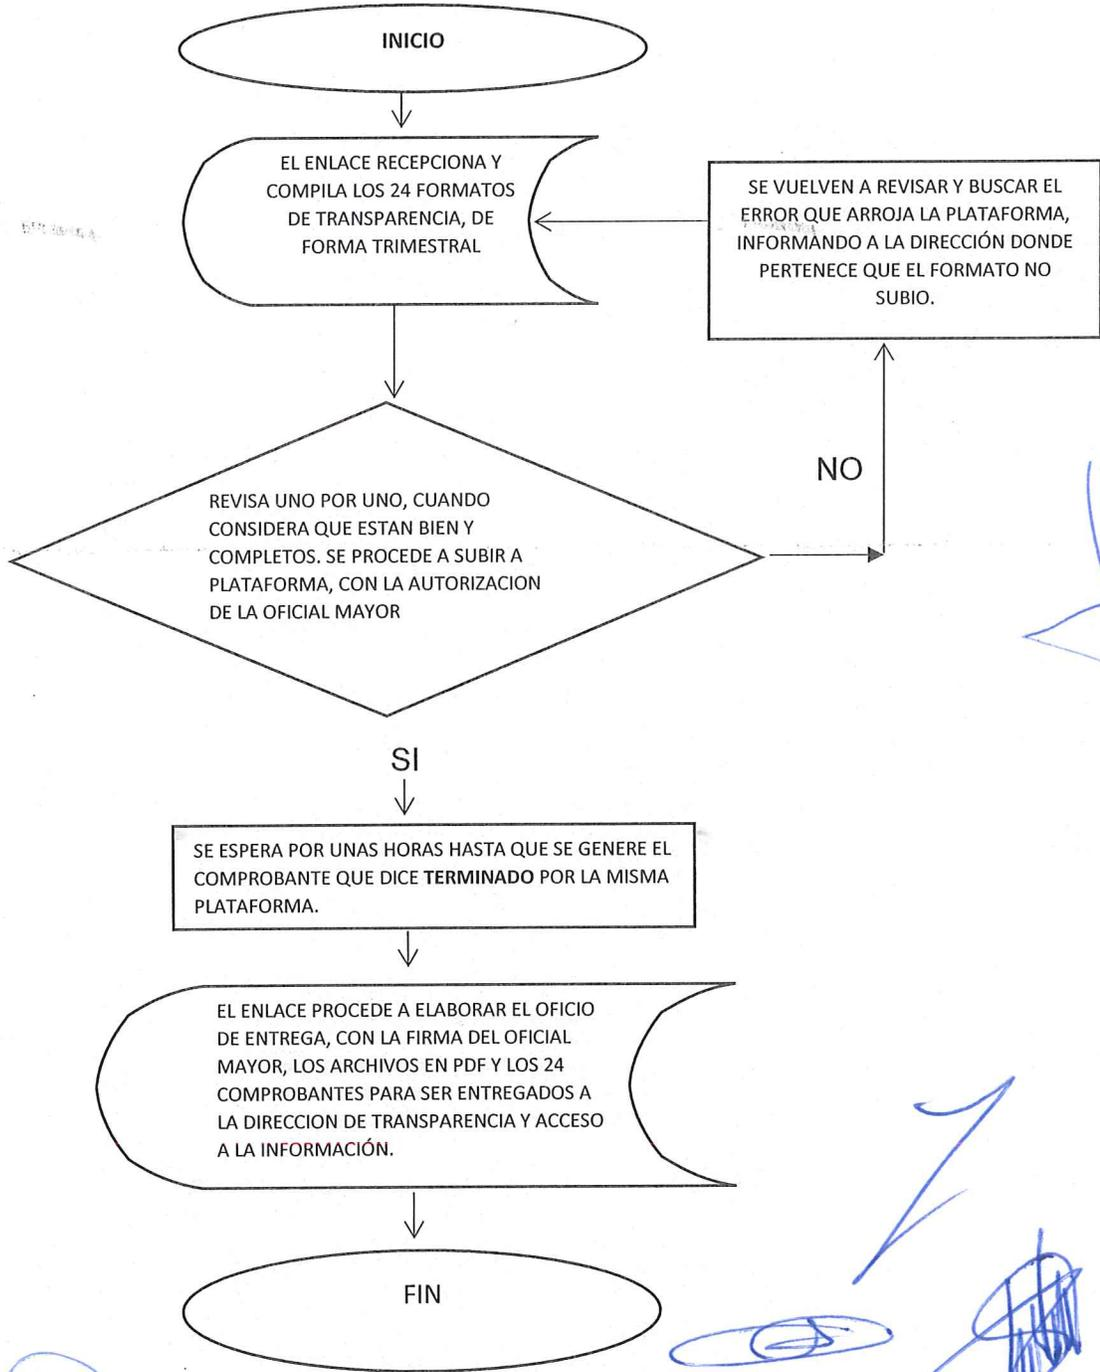 INICIO
EL ENLACE RECEPCIONA Y
COMPILA LOS 24 FORMATOS
DE TRANSPARENCIA, DE
FORMA TRIMESTRAL
SE VUELVEN A REVISAR Y BUSCAR EL
ERROR QUE ARROJA LA PLATAFORMA,
INFORMANDO A LA DIRECCIÓN DONDE
PERTENECE QUE EL FORMATO NO
SUBIO.
NO
REVISA UNO POR UNO, CUANDO
CONSIDERA QUE ESTAN BIEN Y
COMPLETOS. SE PROCEDE A SUBIR A
PLATAFORMA, CON LA AUTORIZACION
DE LA OFICIAL MAYOR
SI
SE ESPERA POR UNAS HORAS HASTA QUE SE GENERE EL
COMPROBANTE QUE DICE TERMINADO POR LA MISMA
PLATAFORMA.
EL ENLACE PROCEDE A ELABORAR EL OFICIO
DE ENTREGA, CON LA FIRMA DEL OFICIAL
MAYOR, LOS ARCHIVOS EN PDF Y LOS 24
COMPROBANTES PARA SER ENTREGADOS A
LA DIRECCION DE TRANSPARENCIA Y ACCESO
A LA INFORMACIÓN.
FIN